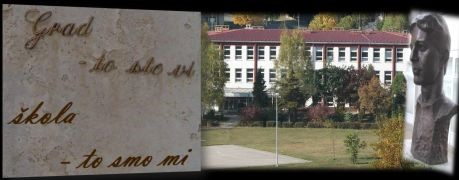 Grad
- to ste vi
škola
- to smo mi